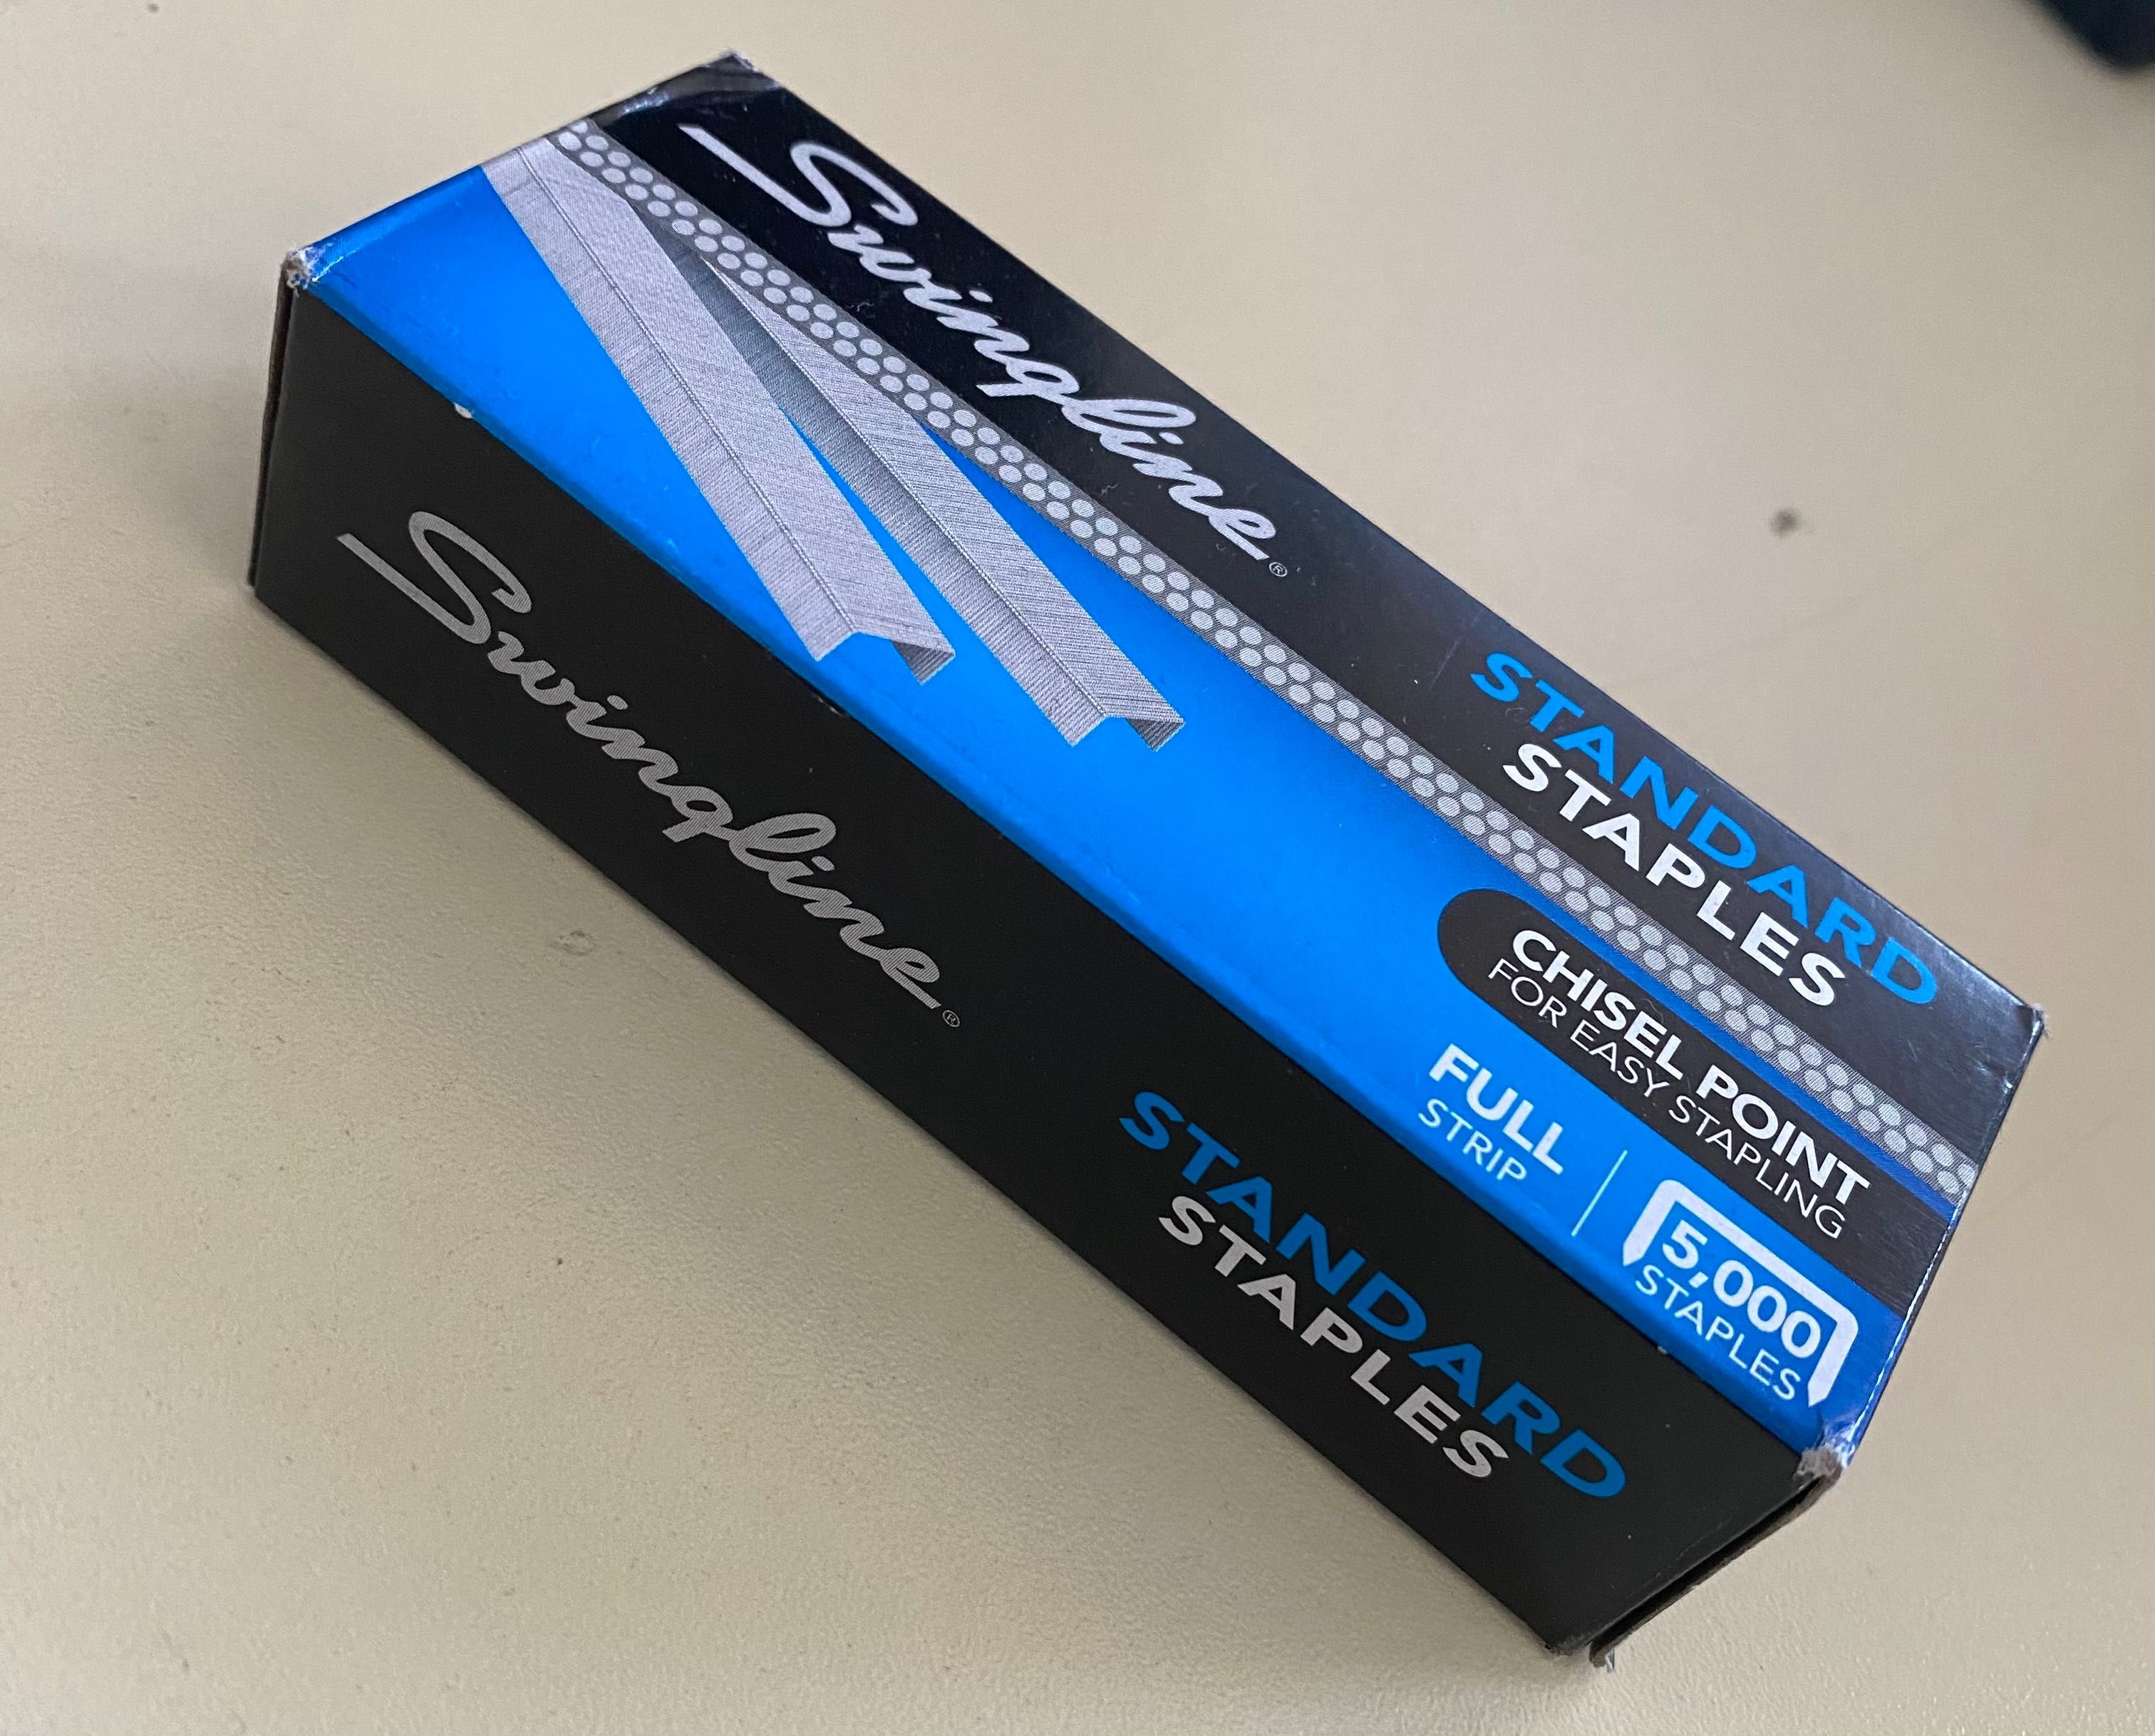 Swingline®
STANDARD
STAPLES
CHISEL POINT
FOR EASY STAPLING
FULL
STRIP
5,000
STAPLES
Swingline®
STANDARD
STAPLES